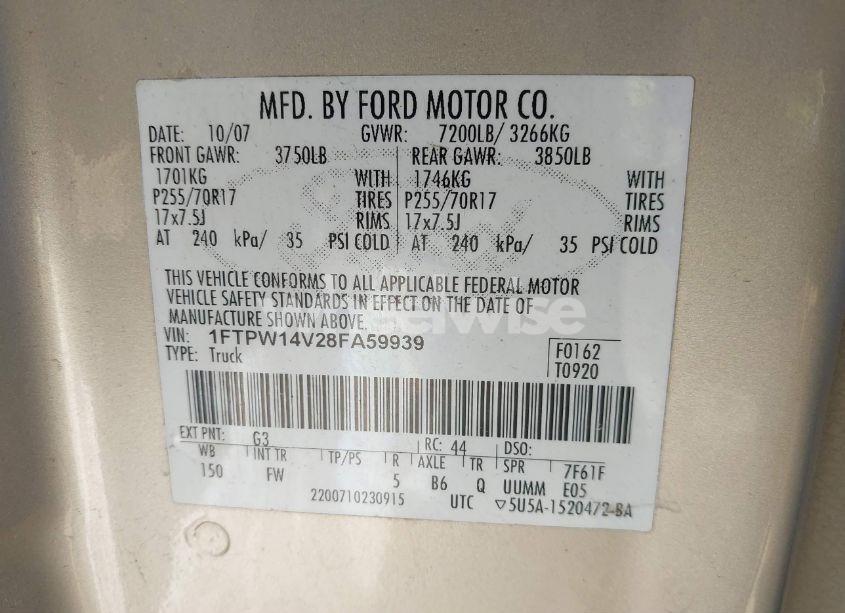 MFD. BY FORD MOTOR CO.
DATE: 10/07 GVWR: 7200LB/ 3266KG
FRONT GAWR: 3750LB REAR GAWR: 3850LB
1701KG WITH 1746KG WITH
P255/70R17 TIRES P255/70R17 TIRES
17x7.5J RIMS 17x7.5J RIMS
AT 240 kPa/ 35 PSI COLD AT 240 kPa/ 35 PSI COLD
THIS VEHICLE CONFORMS TO ALL APPLICABLE FEDERAL MOTOR
VEHICLE SAFETY STANDARDS IN EFFECT ON THE DATE OF
MANUFACTURE SHOWN ABOVE.
VIN: 1FTPW14V28FA59939
TYPE: Truck F0162
T0920
EXT PNT: G3 RC: 44 DSO:
WB INT TR TP/PS R AXLE TR SPR 7F61F
150 FW 5 B6 Q UUMM E05
2200710230915 UTC ▽5U5A-1520472-BA